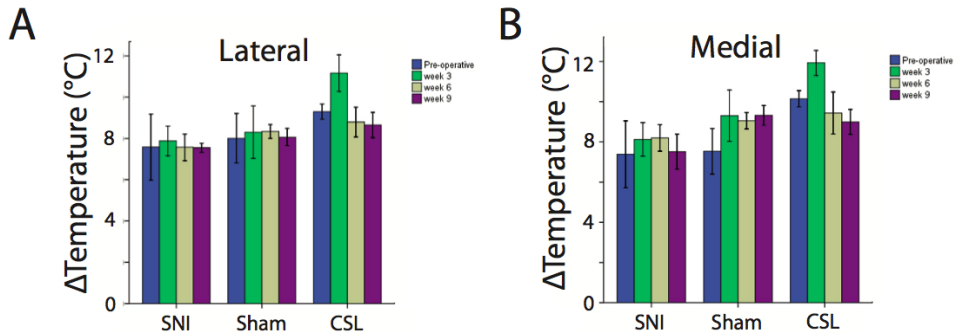 A
Lateral
ΔTemperature (°C)
12
8
4
0
SNI
Sham
CSL
Pre-operative
week 3
week 6
week 9
B
Medial
ΔTemperature (°C)
12
8
4
0
SNI
Sham
CSL
Pre-operative
week 3
week 6
week 9